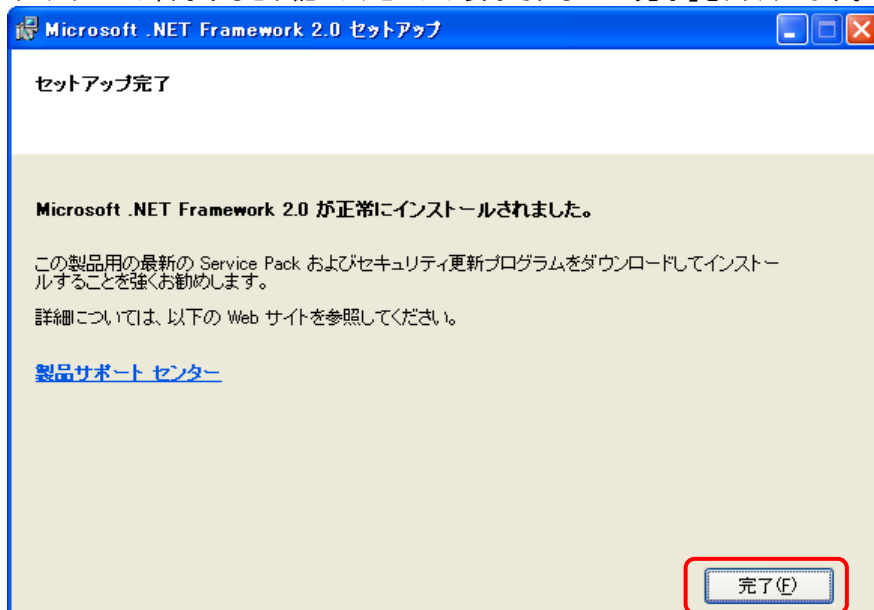 Microsoft .NET Framework 2.0 セットアップ
セットアップ完了
Microsoft .NET Framework 2.0 が正常にインストールされました。
この製品用の最新の Service Pack およびセキュリティ更新プログラムをダウンロードしてインストー
ルすることを強くお勧めします。
詳細については、以下の Web サイトを参照してください。
製品サポート センター
完了(F)